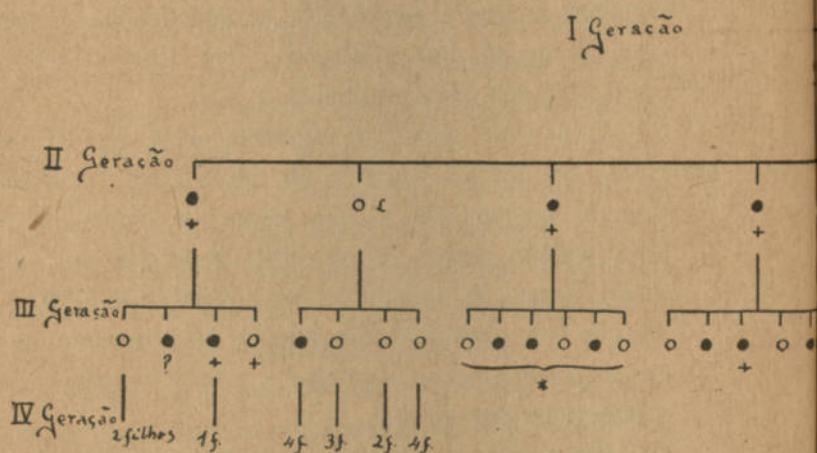 I Geração
II Geração
£
+ + +
III Geração
? + + * +
IV Geração
2 filhos 1 f. 4 f. 3 f. 2 f. 4 f.